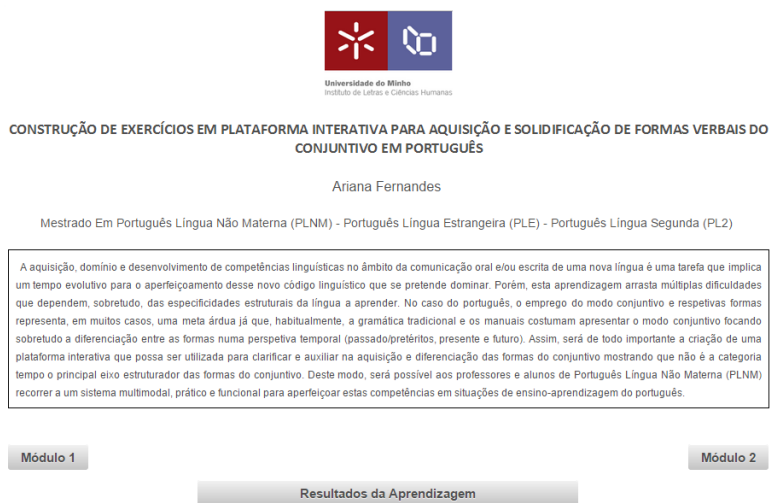 Universidade do Minho
Instituto de Letras e Ciências Humanas
CONSTRUÇÃO DE EXERCÍCIOS EM PLATAFORMA INTERATIVA PARA AQUISIÇÃO E SOLIDIFICAÇÃO DE FORMAS VERBAIS DO
CONJUNTIVO EM PORTUGUÊS
Ariana Fernandes
Mestrado Em Português Língua Não Materna (PLNM) - Português Língua Estrangeira (PLE) - Português Língua Segunda (PL2)
A aquisição, domínio e desenvolvimento de competências linguísticas no âmbito da comunicação oral e/ou escrita de uma nova língua é uma tarefa que implica
um tempo evolutivo para o aperfeiçoamento desse novo código linguístico que se pretende dominar. Porém, esta aprendizagem arrasta múltiplas dificuldades
que dependem, sobretudo, das especificidades estruturais da língua a aprender. No caso do português, o emprego do modo conjuntivo e respetivas formas
representa, em muitos casos, uma meta árdua já que, habitualmente, a gramática tradicional e os manuais costumam apresentar o modo conjuntivo focando
sobretudo a diferenciação entre as formas numa perspetiva temporal (passado/pretéritos, presente e futuro). Assim, será de todo importante a criação de uma
plataforma interativa que possa ser utilizada para clarificar e auxiliar na aquisição e diferenciação das formas do conjuntivo mostrando que não é a categoria
tempo o principal eixo estruturador das formas do conjuntivo. Deste modo, será possível aos professores e alunos de Português Língua Não Materna (PLNM)
recorrer a um sistema multimodal, prático e funcional para aperfeiçoar estas competências em situações de ensino-aprendizagem do português.
Módulo 1
Módulo 2
Resultados da Aprendizagem